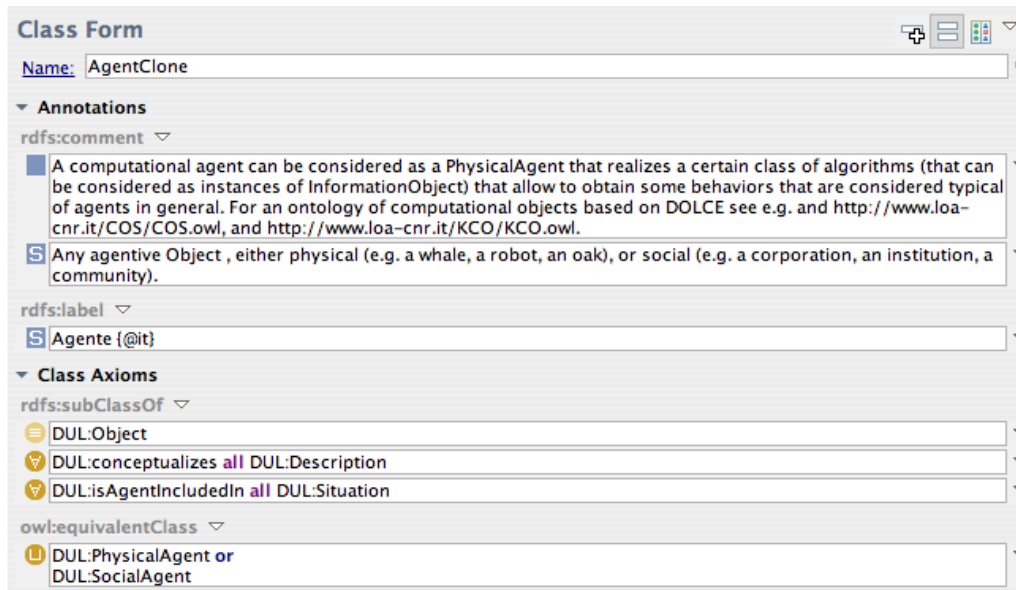 Class Form
Name: AgentClone
Annotations
rdfs:comment
A computational agent can be considered as a PhysicalAgent that realizes a certain class of algorithms (that can
be considered as instances of InformationObject) that allow to obtain some behaviors that are considered typical
of agents in general. For an ontology of computational objects based on DOLCE see e.g. and http://www.loa-
cnr.it/COS/COS.owl, and http://www.loa-cnr.it/KCO/KCO.owl.
S Any agentive Object , either physical (e.g. a whale, a robot, an oak), or social (e.g. a corporation, an institution, a
community).
rdfs:label
S Agente {@it}
Class Axioms
rdfs:subClassOf
DUL:Object
∀ DUL:conceptualizes all DUL:Description
∀ DUL:isAgentIncludedIn all DUL:Situation
owl:equivalentClass
⊔ DUL:PhysicalAgent or
DUL:SocialAgent